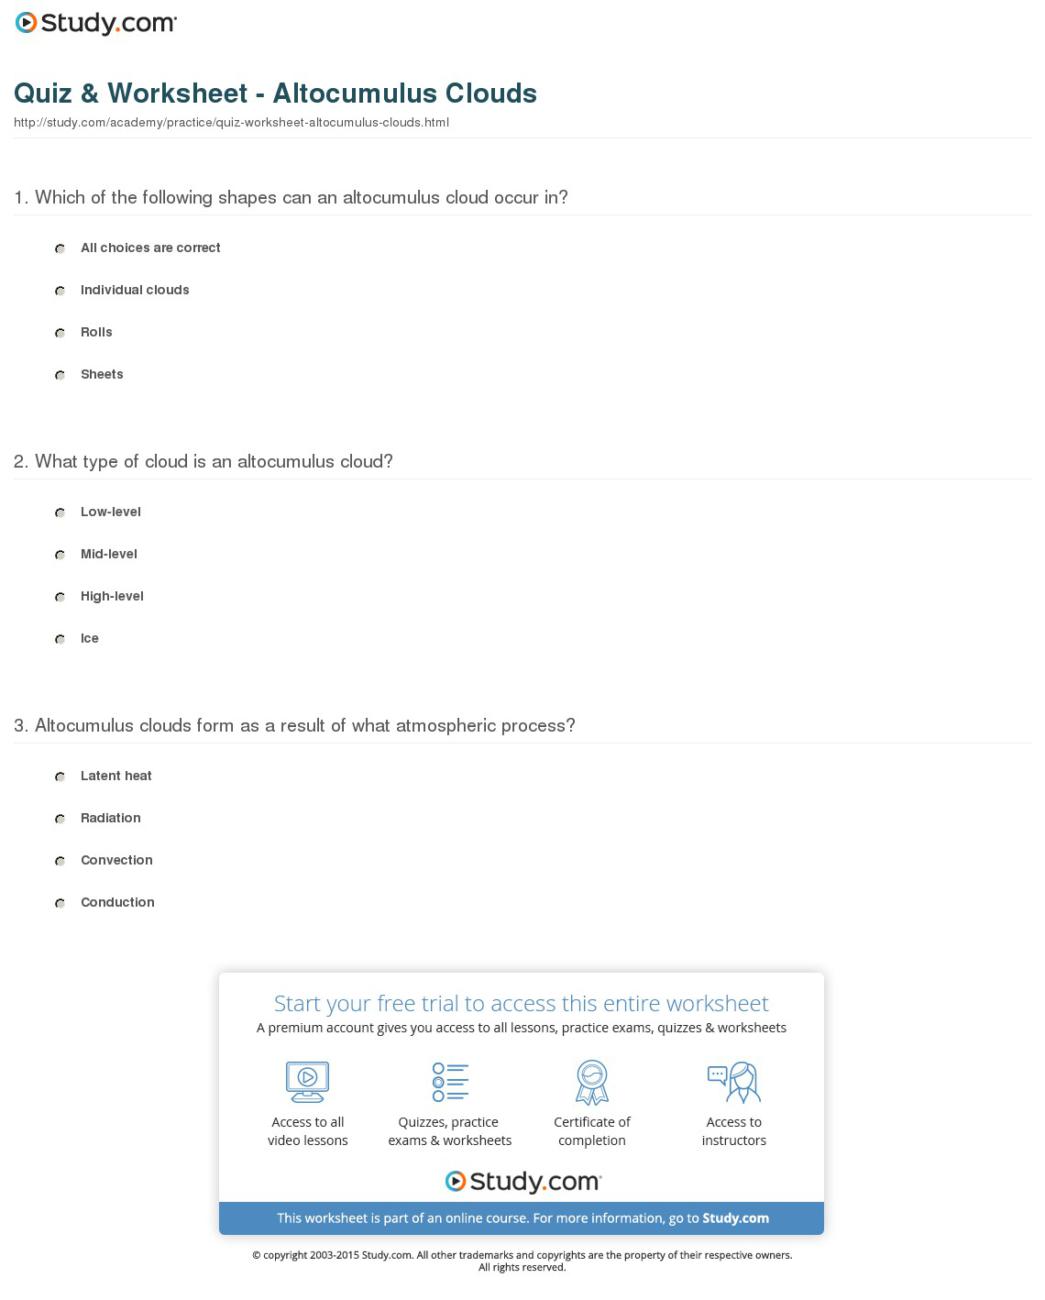 Study.com
Quiz & Worksheet - Altocumulus Clouds
http://study.com/academy/practice/quiz-worksheet-altocumulus-clouds.html
1. Which of the following shapes can an altocumulus cloud occur in?
All choices are correct
Individual clouds
Rolls
Sheets
2. What type of cloud is an altocumulus cloud?
Low-level
Mid-level
High-level
Ice
3. Altocumulus clouds form as a result of what atmospheric process?
Latent heat
Radiation
Convection
Conduction
Start your free trial to access this entire worksheet
A premium account gives you access to all lessons, practice exams, quizzes & worksheets
Access to all
video lessons
Quizzes, practice
exams & worksheets
Certificate of
completion
Access to
instructors
Study.com
This worksheet is part of an online course. For more information, go to Study.com
© copyright 2003-2015 Study.com. All other trademarks and copyrights are the property of their respective owners.
All rights reserved.